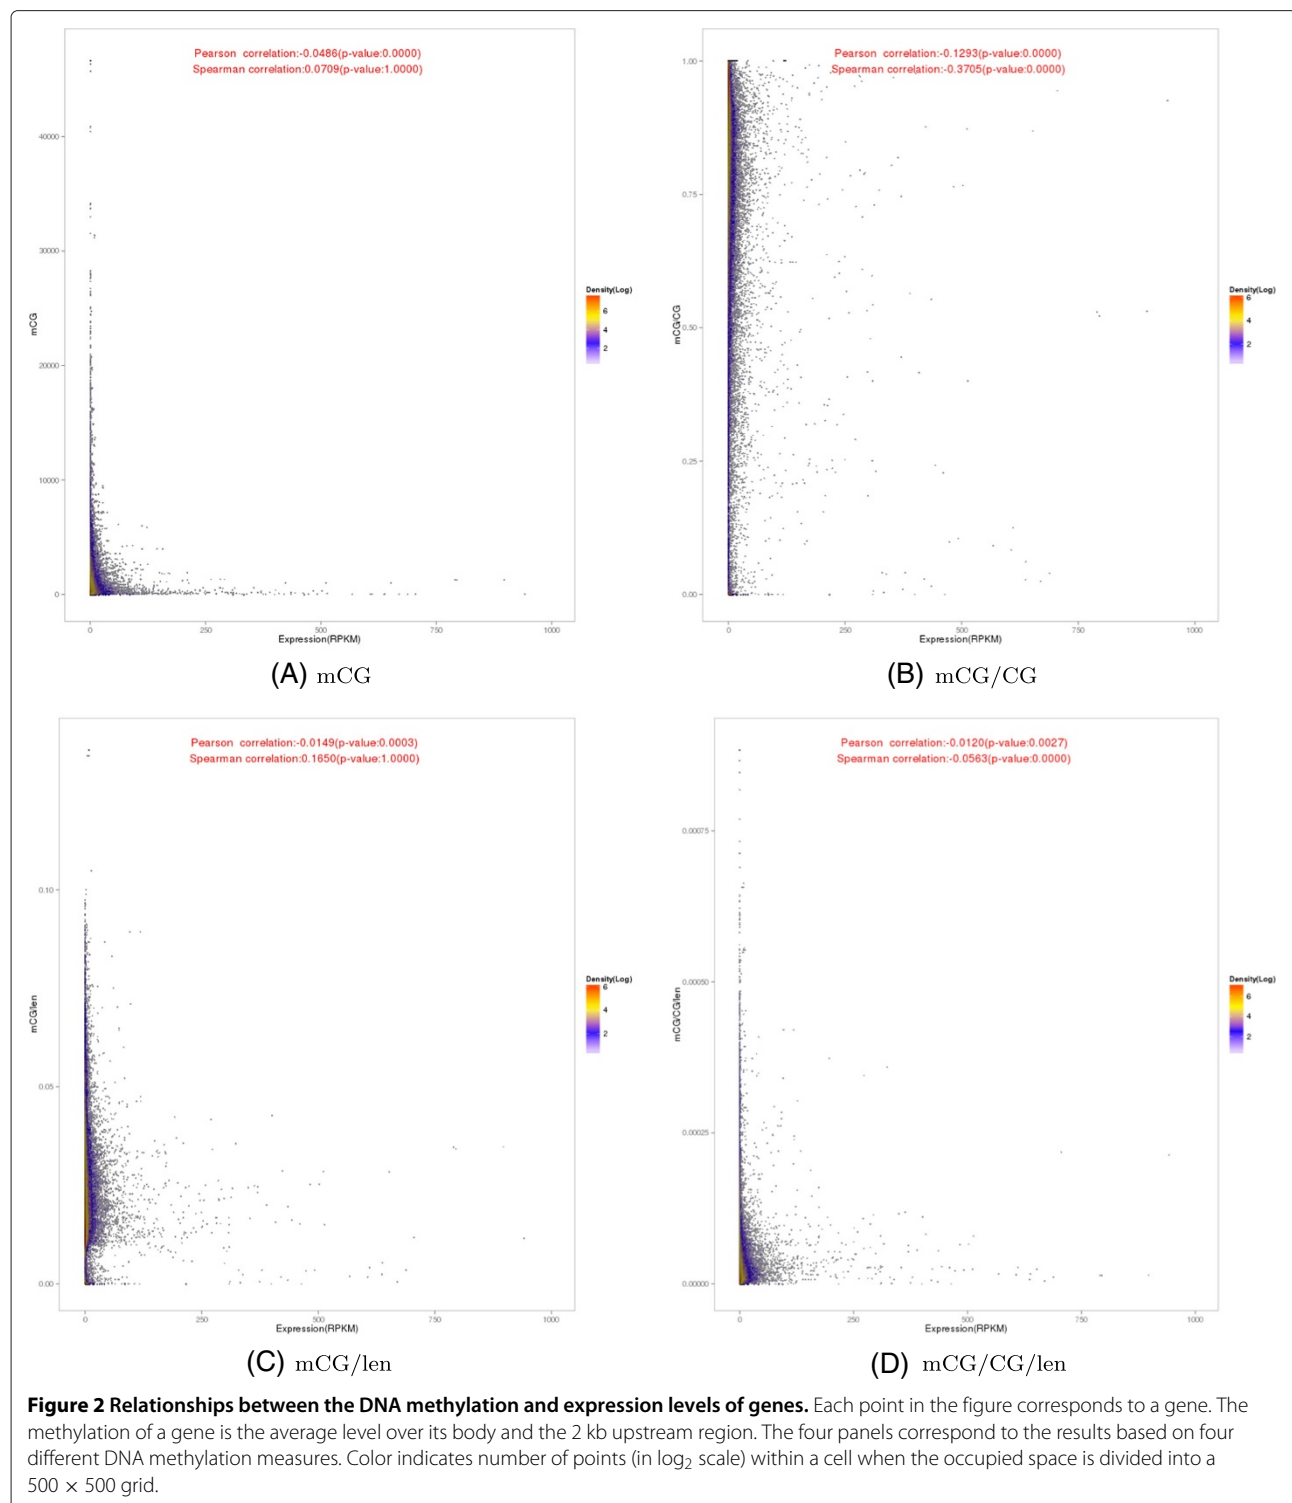 Pearson correlation:-0.0486(p-value:0.0000)
Spearman correlation:0.0709(p-value:1.0000)
40000
30000
20000
10000
0
mCG
0 250 500 750 1000
Expression(RPKM)
Density(Log)
6
4
2
(A) mCG
Pearson correlation:-0.1293(p-value:0.0000)
Spearman correlation:-0.3705(p-value:0.0000)
1.00
0.75
0.50
0.25
0.00
mCG/CG
0 250 500 750 1000
Expression(RPKM)
Density(Log)
6
4
2
(B) mCG/CG
Pearson correlation:-0.0149(p-value:0.0003)
Spearman correlation:0.1650(p-value:1.0000)
0.10
0.05
0.00
mCG/len
0 250 500 750 1000
Expression(RPKM)
Density(Log)
6
4
2
(C) mCG/len
Pearson correlation:-0.0120(p-value:0.0027)
Spearman correlation:-0.0563(p-value:0.0000)
0.00075
0.00050
0.00025
0.00000
mCG/CG/len
0 250 500 750 1000
Expression(RPKM)
Density(Log)
6
4
2
(D) mCG/CG/len
Figure 2 Relationships between the DNA methylation and expression levels of genes. Each point in the figure corresponds to a gene. The
methylation of a gene is the average level over its body and the 2 kb upstream region. The four panels correspond to the results based on four
different DNA methylation measures. Color indicates number of points (in log₂ scale) within a cell when the occupied space is divided into a
500 × 500 grid.